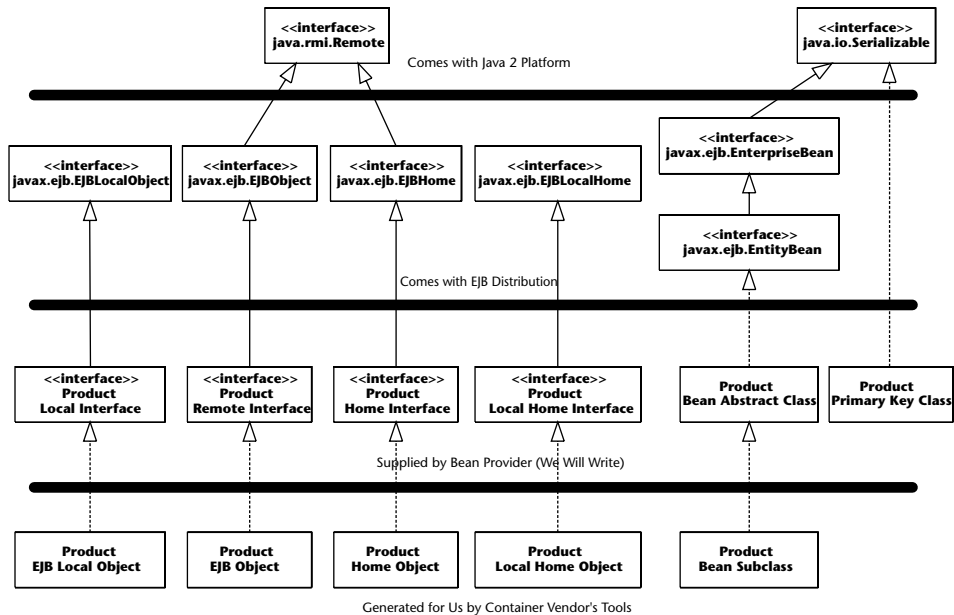 <<interface>>
java.rmi.Remote
<<interface>>
java.io.Serializable
Comes with Java 2 Platform
<<interface>>
javax.ejb.EJBLocalObject
<<interface>>
javax.ejb.EJBObject
<<interface>>
javax.ejb.EJBHome
<<interface>>
javax.ejb.EJBLocalHome
<<interface>>
javax.ejb.EnterpriseBean
<<interface>>
javax.ejb.EntityBean
Comes with EJB Distribution
<<interface>>
Product
Local Interface
<<interface>>
Product
Remote Interface
<<interface>>
Product
Home Interface
<<interface>>
Product
Local Home Interface
Product
Bean Abstract Class
Product
Primary Key Class
Supplied by Bean Provider (We Will Write)
Product
EJB Local Object
Product
EJB Object
Product
Home Object
Product
Local Home Object
Product
Bean Subclass
Generated for Us by Container Vendor's Tools